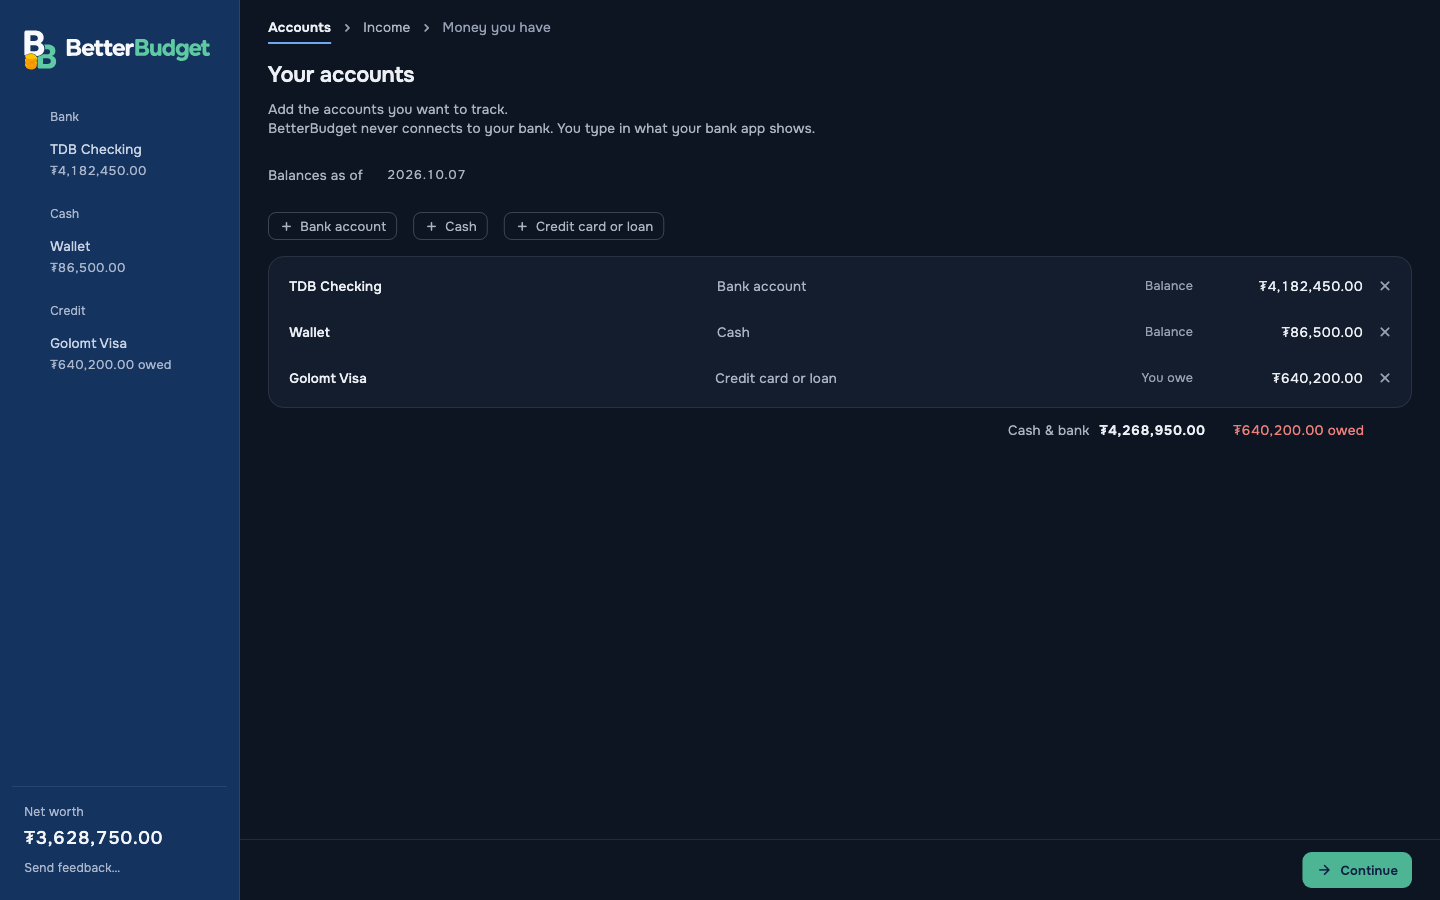 BB BetterBudget
Bank
TDB Checking
₮4,182,450.00
Cash
Wallet
₮86,500.00
Credit
Golomt Visa
₮640,200.00 owed
Net worth
₮3,628,750.00
Send feedback...
Accounts > Income > Money you have
Your accounts
Add the accounts you want to track.
BetterBudget never connects to your bank. You type in what your bank app shows.
Balances as of 2026.10.07
+ Bank account + Cash + Credit card or loan
TDB Checking Bank account Balance ₮4,182,450.00 ×
Wallet Cash Balance ₮86,500.00 ×
Golomt Visa Credit card or loan You owe ₮640,200.00 ×
Cash & bank ₮4,268,950.00 ₮640,200.00 owed
→ Continue